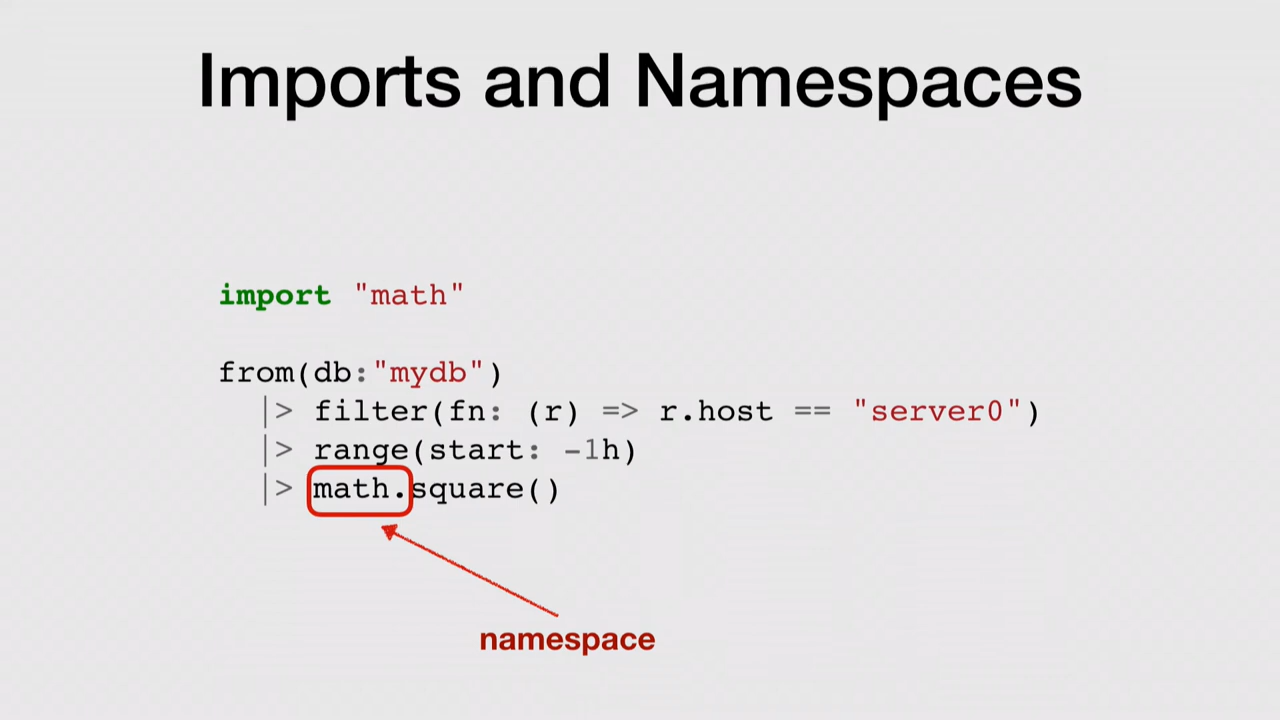 Imports and Namespaces
import "math"
from(db:"mydb")
|> filter(fn: (r) => r.host == "server0")
|> range(start: -1h)
|> math.square()
namespace